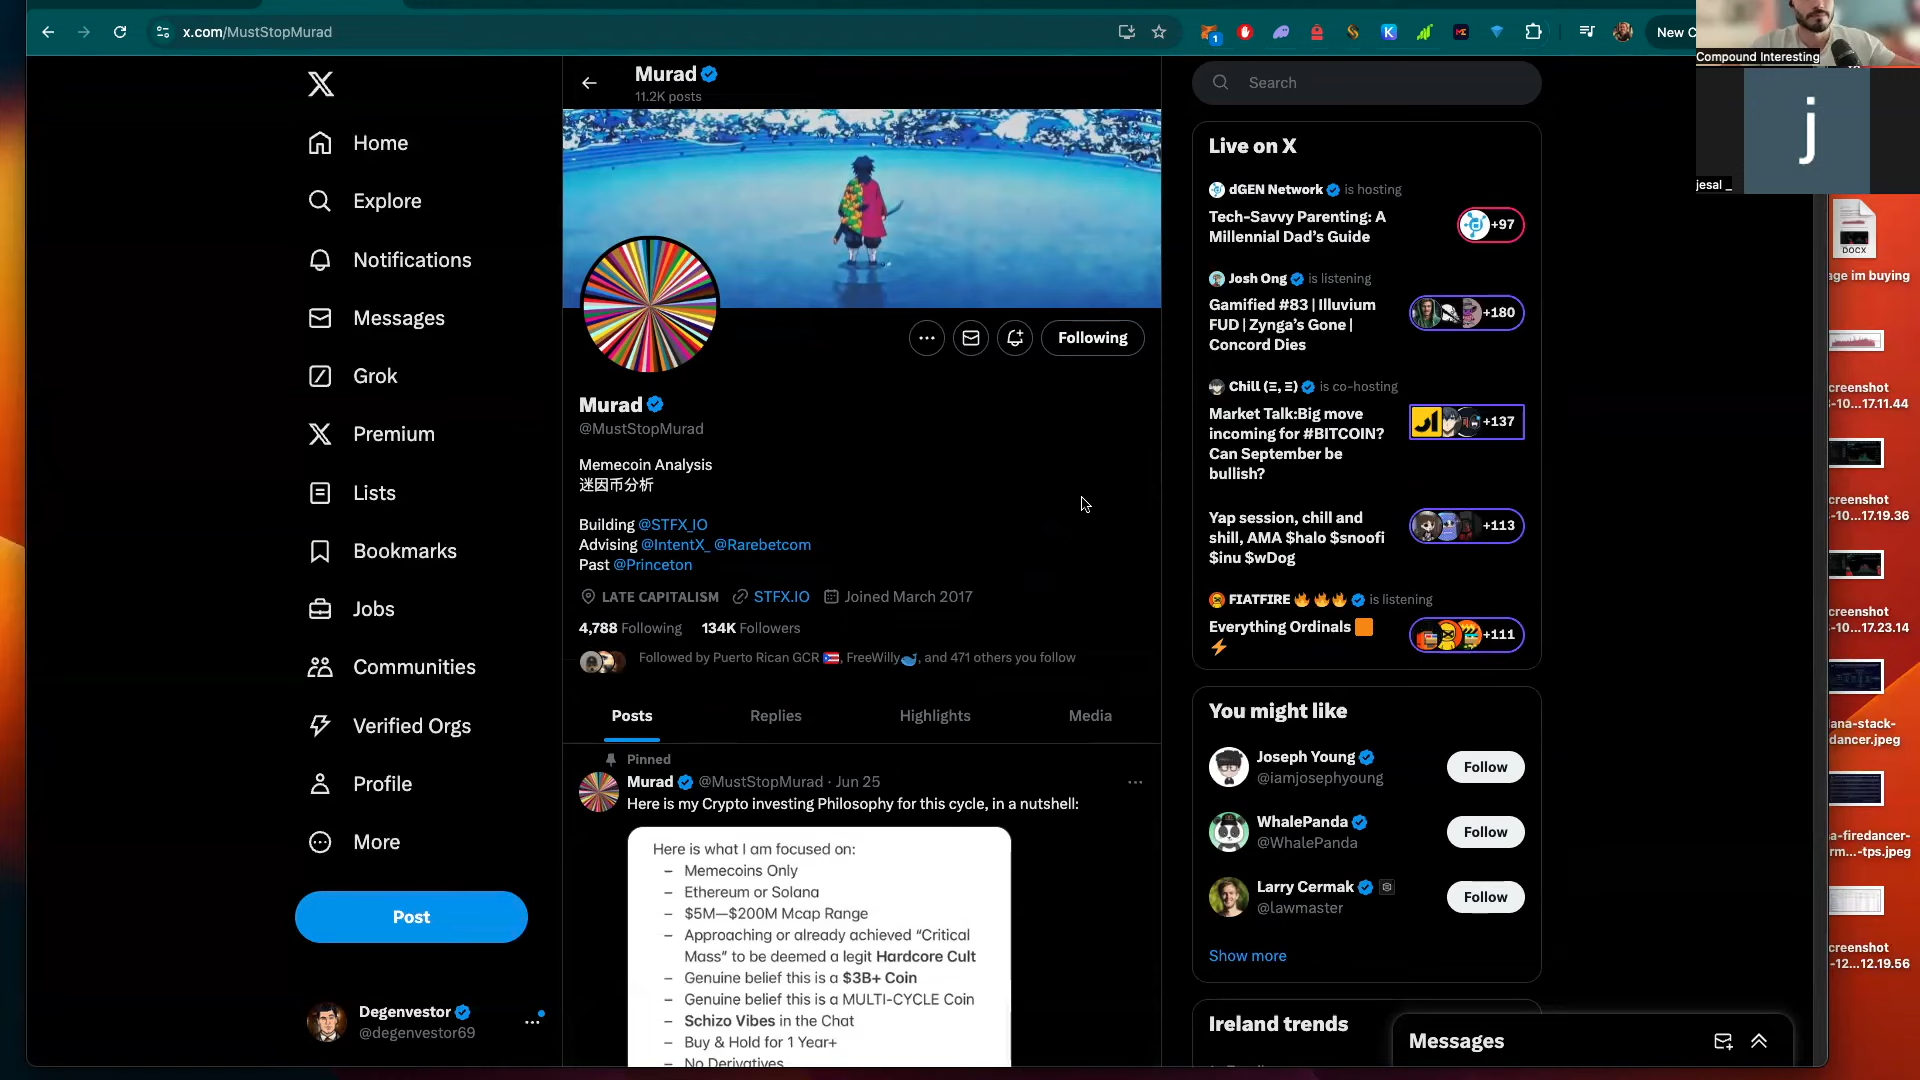 x.com/MustStopMurad
1
New C
Compound Interesting
j
jesal _
Home
Explore
Notifications
Messages
Grok
Premium
Lists
Bookmarks
Jobs
Communities
Verified Orgs
Profile
More
Post
Degenvestor
@degenvestor69
Murad
11.2K posts
Following
Murad
@MustStopMurad
Memecoin Analysis
迷因币分析
Building @STFX_IO
Advising @IntentX_ @Rarebetcom
Past @Princeton
LATE CAPITALISM STFX.IO Joined March 2017
4,788 Following 134K Followers
Followed by Puerto Rican GCR 🇵🇷, FreeWilly🐋, and 471 others you follow
Posts Replies Highlights Media
Pinned
Murad @MustStopMurad · Jun 25
Here is my Crypto investing Philosophy for this cycle, in a nutshell:
Here is what I am focused on:
– Memecoins Only
– Ethereum or Solana
– $5M—$200M Mcap Range
– Approaching or already achieved “Critical
Mass” to be deemed a legit Hardcore Cult
– Genuine belief this is a $3B+ Coin
– Genuine belief this is a MULTI-CYCLE Coin
– Schizo Vibes in the Chat
– Buy & Hold for 1 Year+
– No Derivatives
Search
Live on X
dGEN Network is hosting
Tech-Savvy Parenting: A
Millennial Dad’s Guide
+97
Josh Ong is listening
Gamified #83 | Illuvium
FUD | Zynga’s Gone |
Concord Dies
+180
Chill (Ξ, Ξ) is co-hosting
Market Talk:Big move
incoming for #BITCOIN?
Can September be
bullish?
+137
Yap session, chill and
shill, AMA $halo $snoofi
$inu $wDog
+113
FIATFIRE 🔥🔥🔥 is listening
Everything Ordinals 🟧
⚡
+111
You might like
Joseph Young
@iamjosephyoung
Follow
WhalePanda
@WhalePanda
Follow
Larry Cermak
@lawmaster
Follow
Show more
Ireland trends
Messages
DOCX
age im buying
creenshot
-10...17.11.44
creenshot
-10...17.19.36
creenshot
-10...17.23.14
ana-stack-
dancer.jpeg
a-firedancer-
rm...-tps.jpeg
creenshot
-12...12.19.56